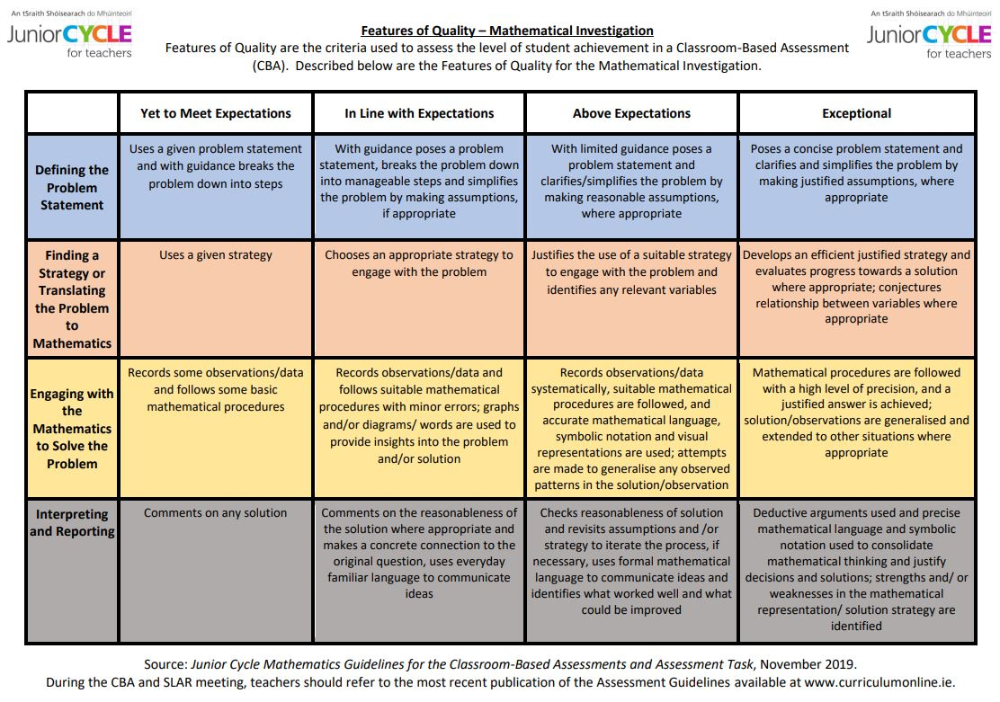 An tSraith Shóisearach do Mhúinteoirí
JuniorCYCLE
for teachers
Features of Quality – Mathematical Investigation
Features of Quality are the criteria used to assess the level of student achievement in a Classroom-Based Assessment
(CBA). Described below are the Features of Quality for the Mathematical Investigation.
An tSraith Shóisearach do Mhúinteoirí
JuniorCYCLE
for teachers
Yet to Meet Expectations
In Line with Expectations
Above Expectations
Exceptional
Defining the
Problem
Statement
Uses a given problem statement
and with guidance breaks the
problem down into steps
With guidance poses a problem
statement, breaks the problem down
into manageable steps and simplifies
the problem by making assumptions,
if appropriate
With limited guidance poses a
problem statement and
clarifies/simplifies the problem by
making reasonable assumptions,
where appropriate
Poses a concise problem statement and
clarifies and simplifies the problem by
making justified assumptions, where
appropriate
Finding a
Strategy or
Translating
the Problem
to
Mathematics
Uses a given strategy
Chooses an appropriate strategy to
engage with the problem
Justifies the use of a suitable strategy
to engage with the problem and
identifies any relevant variables
Develops an efficient justified strategy and
evaluates progress towards a solution
where appropriate; conjectures
relationship between variables where
appropriate
Engaging with
the
Mathematics
to Solve the
Problem
Records some observations/data
and follows some basic
mathematical procedures
Records observations/data and
follows suitable mathematical
procedures with minor errors; graphs
and/or diagrams/ words are used to
provide insights into the problem
and/or solution
Records observations/data
systematically, suitable mathematical
procedures are followed, and
accurate mathematical language,
symbolic notation and visual
representations are used; attempts
are made to generalise any observed
patterns in the solution/observation
Mathematical procedures are followed
with a high level of precision, and a
justified answer is achieved;
solution/observations are generalised and
extended to other situations where
appropriate
Interpreting
and Reporting
Comments on any solution
Comments on the reasonableness of
the solution where appropriate and
makes a concrete connection to the
original question, uses everyday
familiar language to communicate
ideas
Checks reasonableness of solution
and revisits assumptions and /or
strategy to iterate the process, if
necessary, uses formal mathematical
language to communicate ideas and
identifies what worked well and what
could be improved
Deductive arguments used and precise
mathematical language and symbolic
notation used to consolidate
mathematical thinking and justify
decisions and solutions; strengths and/ or
weaknesses in the mathematical
representation/ solution strategy are
identified
Source: Junior Cycle Mathematics Guidelines for the Classroom-Based Assessments and Assessment Task, November 2019.
During the CBA and SLAR meeting, teachers should refer to the most recent publication of the Assessment Guidelines available at www.curriculumonline.ie.